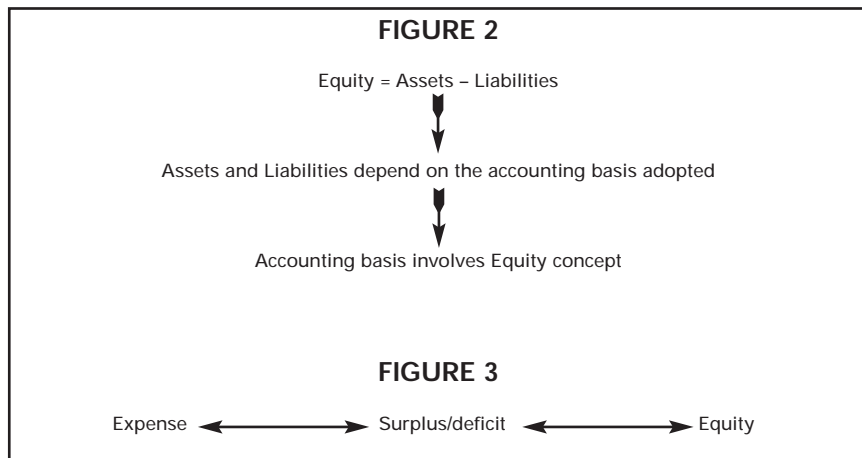 FIGURE 2
Equity = Assets – Liabilities
Assets and Liabilities depend on the accounting basis adopted
Accounting basis involves Equity concept
FIGURE 3
Expense Surplus/deficit Equity